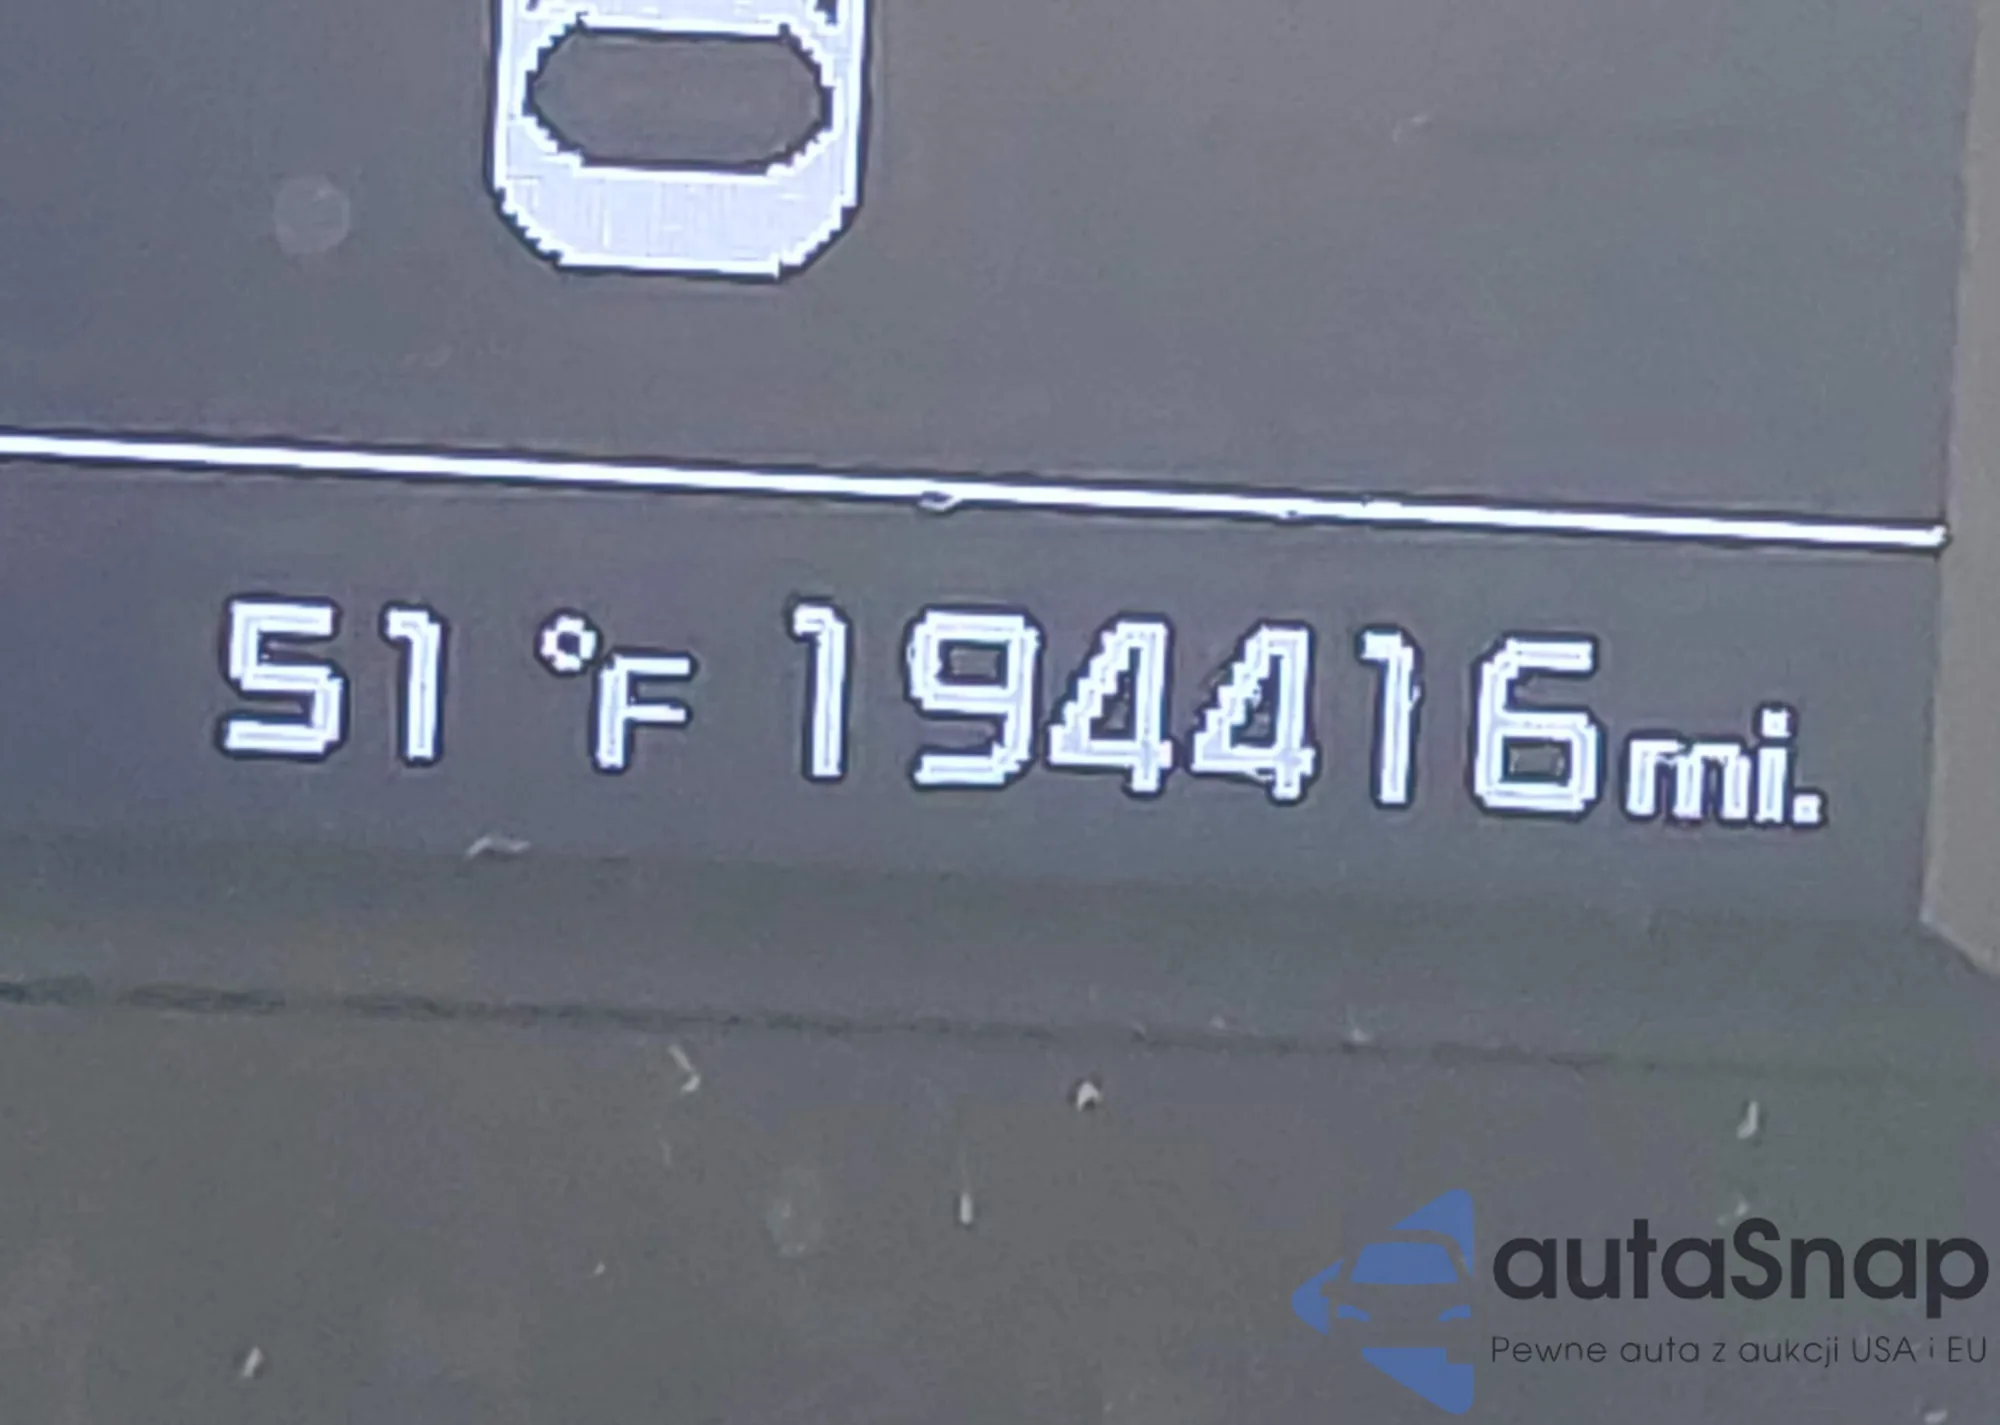 51 °F 194416 mi.
autaSnap
Pewne auta z aukcji USA i EU